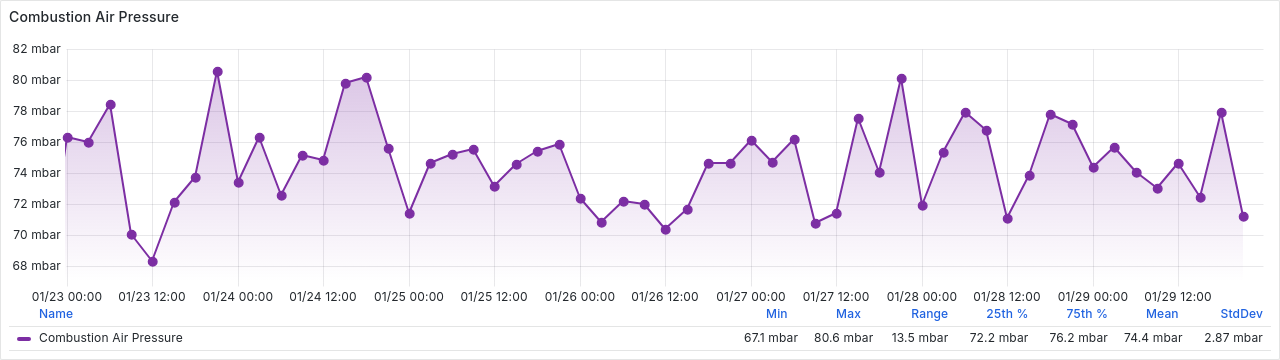 Combustion Air Pressure
82 mbar
80 mbar
78 mbar
76 mbar
74 mbar
72 mbar
70 mbar
68 mbar
01/23 00:00 01/23 12:00 01/24 00:00 01/24 12:00 01/25 00:00 01/25 12:00 01/26 00:00 01/26 12:00 01/27 00:00 01/27 12:00 01/28 00:00 01/28 12:00 01/29 00:00 01/29 12:00
Name Min Max Range 25th % 75th % Mean StdDev
Combustion Air Pressure 67.1 mbar 80.6 mbar 13.5 mbar 72.2 mbar 76.2 mbar 74.4 mbar 2.87 mbar